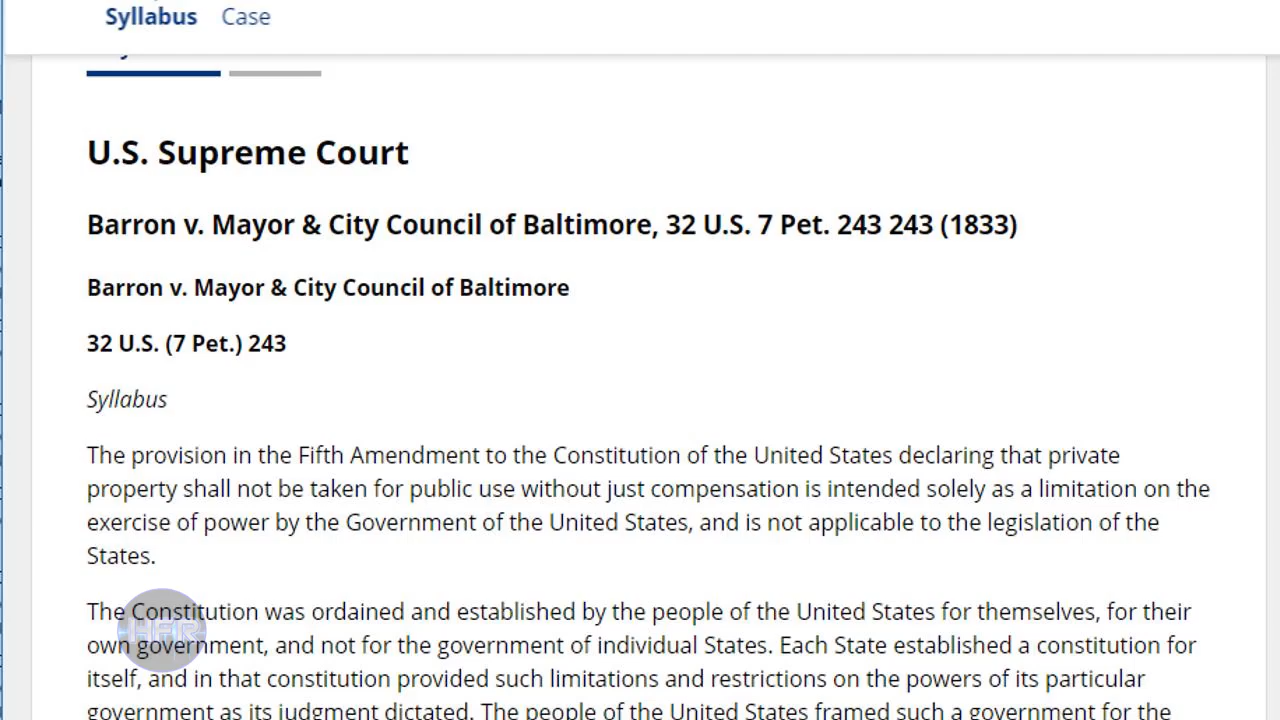 Syllabus Case
U.S. Supreme Court
Barron v. Mayor & City Council of Baltimore, 32 U.S. 7 Pet. 243 243 (1833)
Barron v. Mayor & City Council of Baltimore
32 U.S. (7 Pet.) 243
Syllabus
The provision in the Fifth Amendment to the Constitution of the United States declaring that private
property shall not be taken for public use without just compensation is intended solely as a limitation on the
exercise of power by the Government of the United States, and is not applicable to the legislation of the
States.
The Constitution was ordained and established by the people of the United States for themselves, for their
own government, and not for the government of individual States. Each State established a constitution for
itself, and in that constitution provided such limitations and restrictions on the powers of its particular
government as its judgment dictated. The people of the United States framed such a government for the